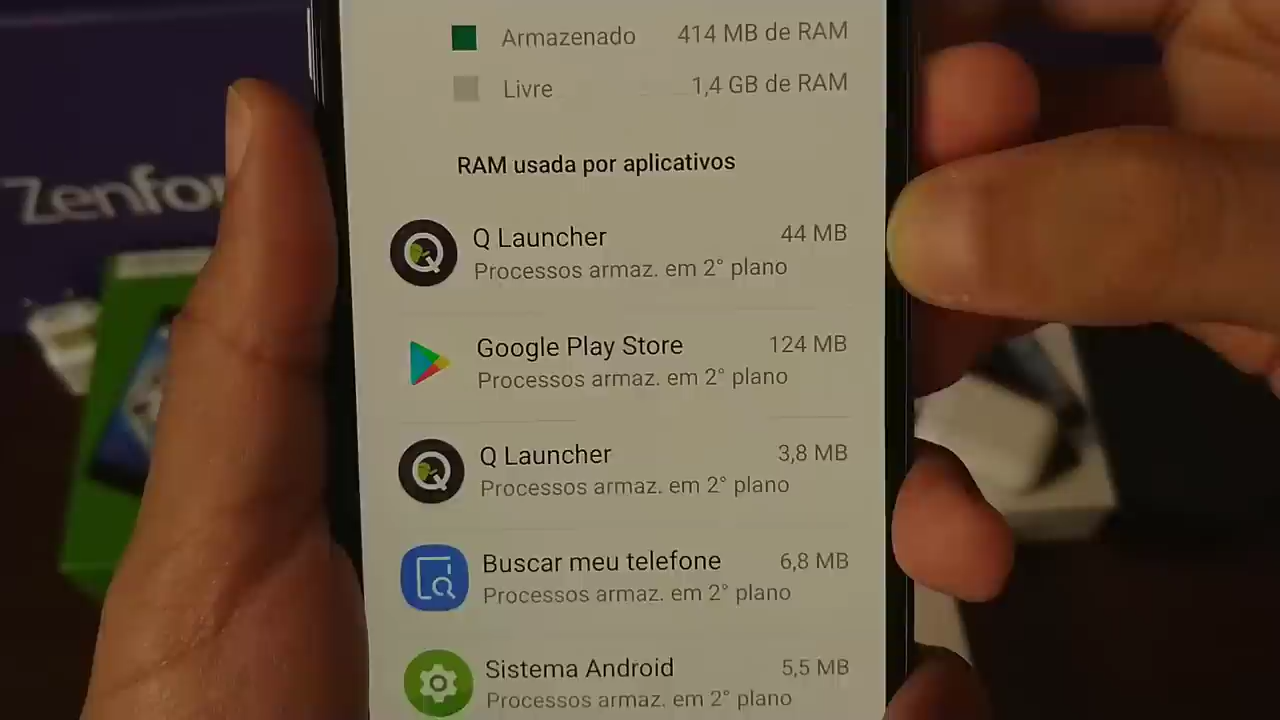 Armazenado 414 MB de RAM
Livre 1,4 GB de RAM
RAM usada por aplicativos
Q Launcher 44 MB
Processos armaz. em 2° plano
Google Play Store 124 MB
Processos armaz. em 2° plano
Q Launcher 3,8 MB
Processos armaz. em 2° plano
Buscar meu telefone 6,8 MB
Processos armaz. em 2° plano
Sistema Android 5,5 MB
Processos armaz. em 2° plano
Zenfo